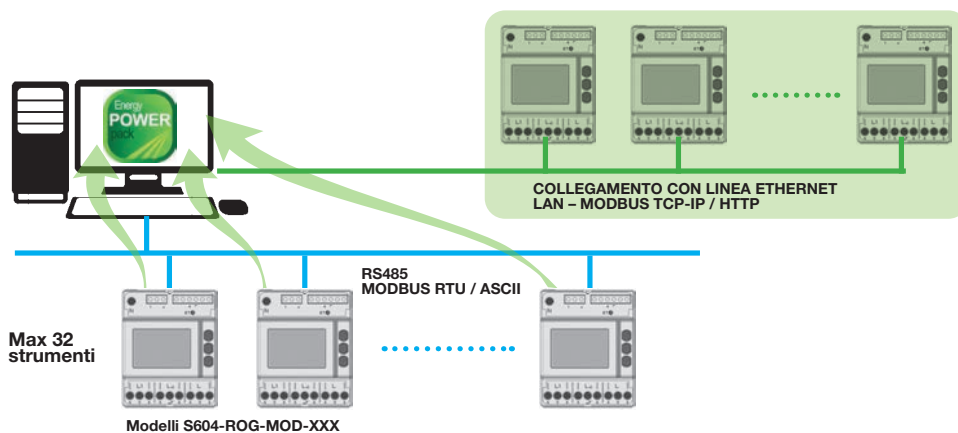 Energy
POWER
pack
COLLEGAMENTO CON LINEA ETHERNET
LAN – MODBUS TCP-IP / HTTP
RS485
MODBUS RTU / ASCII
Max 32
strumenti
Modelli S604-ROG-MOD-XXX